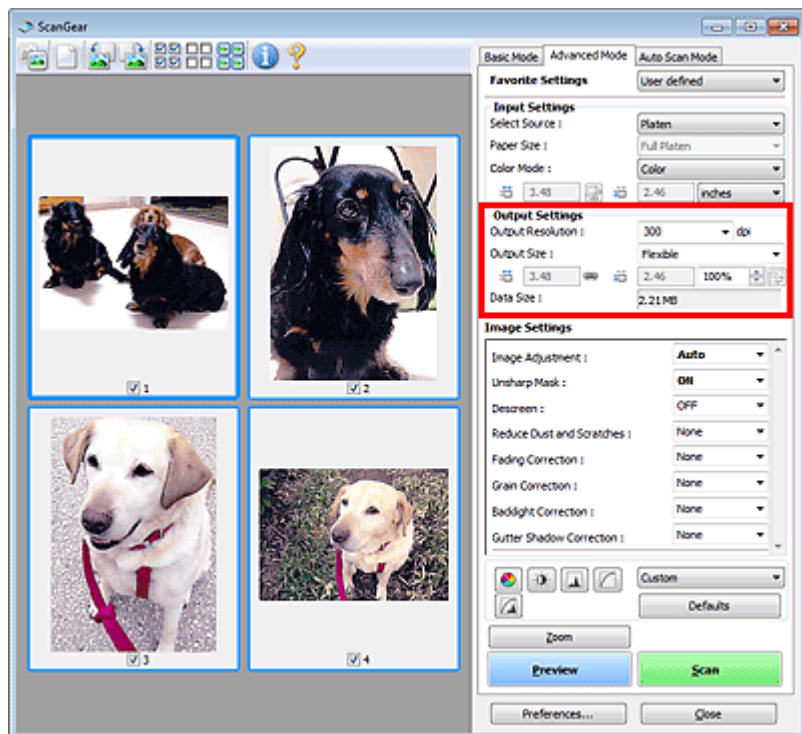 ScanGear
Basic Mode Advanced Mode Auto Scan Mode
Favorite Settings User defined
Input Settings
Select Source : Platen
Paper Size : Full Platen
Color Mode : Color
3.48 2.46 inches
Output Settings
Output Resolution : 300 dpi
Output Size : Flexible
3.48 2.46 100%
Data Size : 2.21 MB
Image Settings
Image Adjustment : Auto
Unsharp Mask : ON
Descreen : OFF
Reduce Dust and Scratches : None
Fading Correction : None
Grain Correction : None
Backlight Correction : None
Gutter Shadow Correction : None
Custom
Defaults
Zoom
Preview Scan
Preferences... Close
1
2
3
4